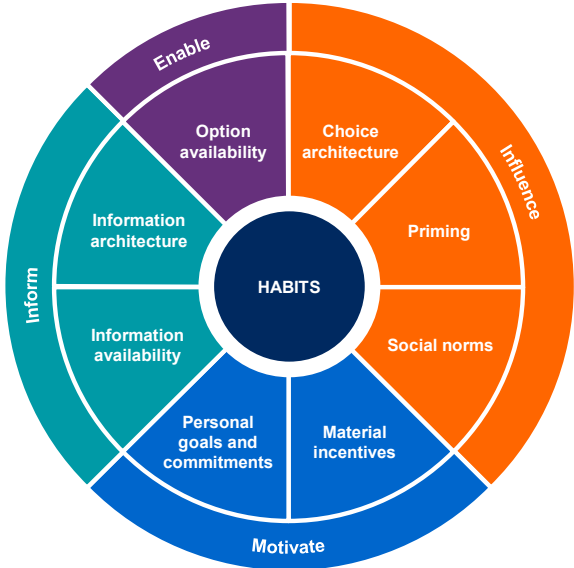 Enable
Option
availability
Choice
architecture
Influence
Priming
Social norms
Information
architecture
HABITS
Inform
Information
availability
Personal
goals and
commitments
Material
incentives
Motivate